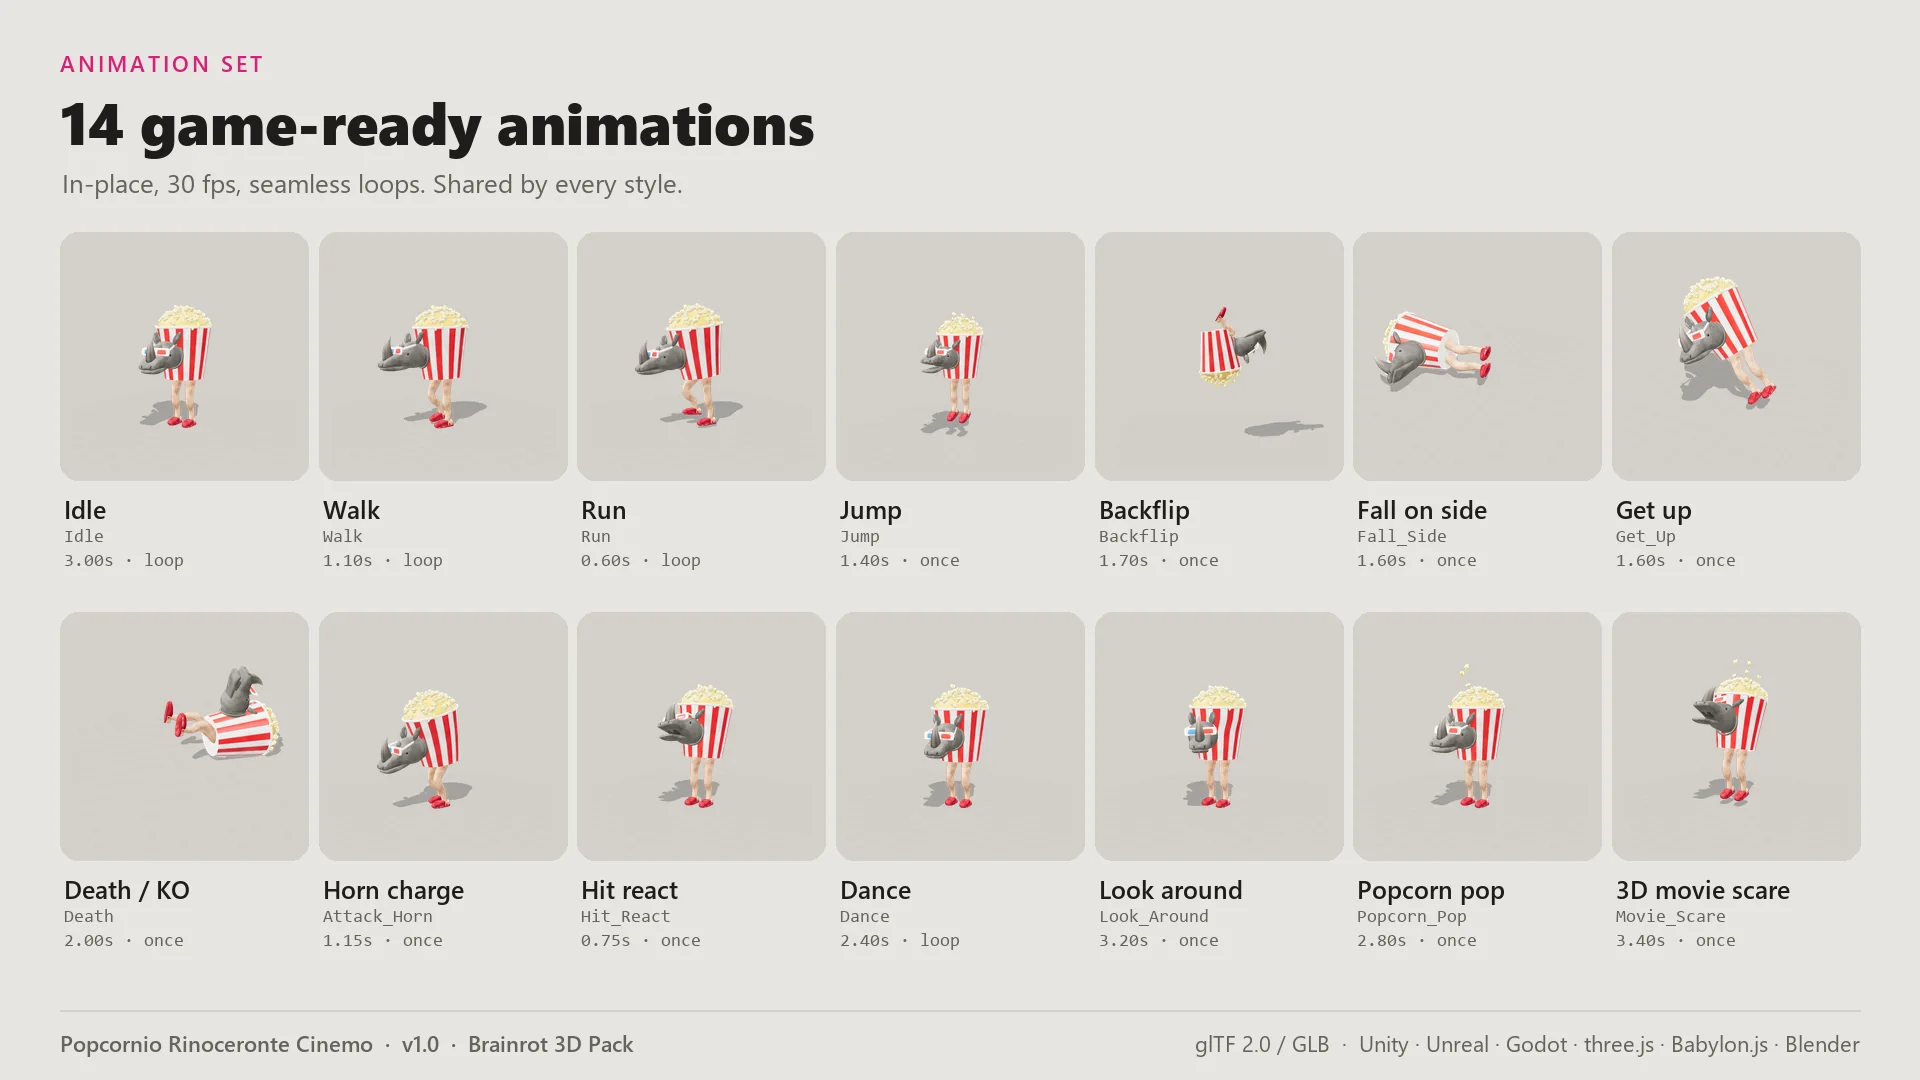 ANIMATION SET
14 game-ready animations
In-place, 30 fps, seamless loops. Shared by every style.
Idle
Idle
3.00s · loop
Walk
Walk
1.10s · loop
Run
Run
0.60s · loop
Jump
Jump
1.40s · once
Backflip
Backflip
1.70s · once
Fall on side
Fall_Side
1.60s · once
Get up
Get_Up
1.60s · once
Death / KO
Death
2.00s · once
Horn charge
Attack_Horn
1.15s · once
Hit react
Hit_React
0.75s · once
Dance
Dance
2.40s · loop
Look around
Look_Around
3.20s · once
Popcorn pop
Popcorn_Pop
2.80s · once
3D movie scare
Movie_Scare
3.40s · once
Popcornio Rinoceronte Cinemo · v1.0 · Brainrot 3D Pack
glTF 2.0 / GLB · Unity · Unreal · Godot · three.js · Babylon.js · Blender